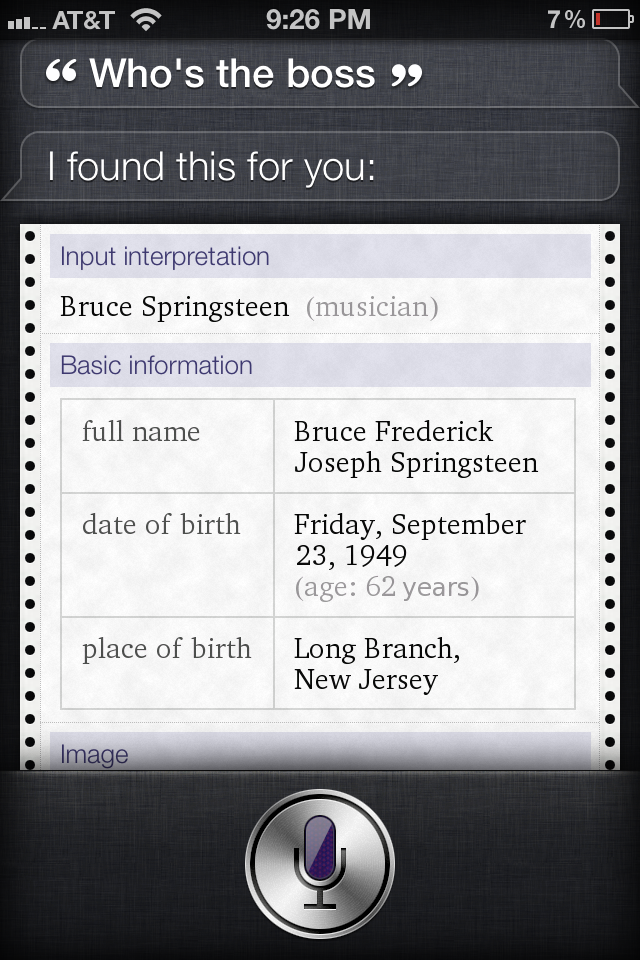 AT&T 9:26 PM 7%
“ Who's the boss ”
I found this for you:
Input interpretation
Bruce Springsteen (musician)
Basic information
full name Bruce Frederick
Joseph Springsteen
date of birth Friday, September
23, 1949
(age: 62 years)
place of birth Long Branch,
New Jersey
Image